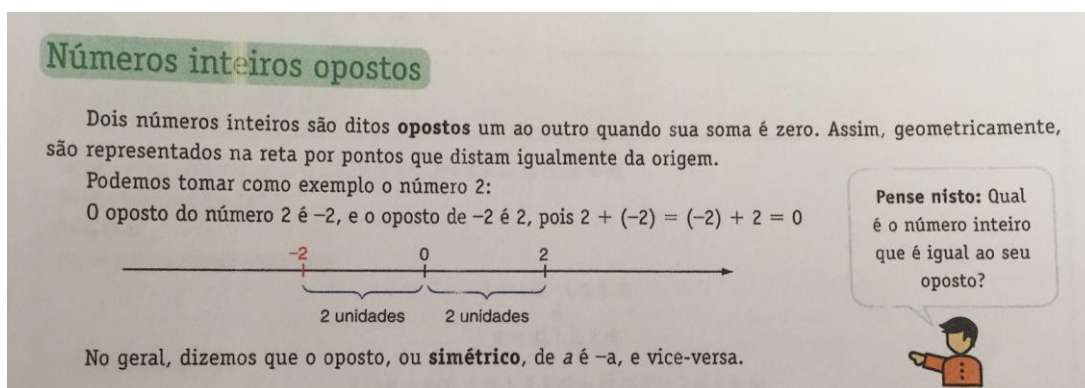 Números inteiros opostos
Dois números inteiros são ditos opostos um ao outro quando sua soma é zero. Assim, geometricamente,
são representados na reta por pontos que distam igualmente da origem.
Podemos tomar como exemplo o número 2:
O oposto do número 2 é −2, e o oposto de −2 é 2, pois 2 + (−2) = (−2) + 2 = 0
−2 0 2
2 unidades 2 unidades
No geral, dizemos que o oposto, ou simétrico, de a é −a, e vice-versa.
Pense nisto: Qual
é o número inteiro
que é igual ao seu
oposto?